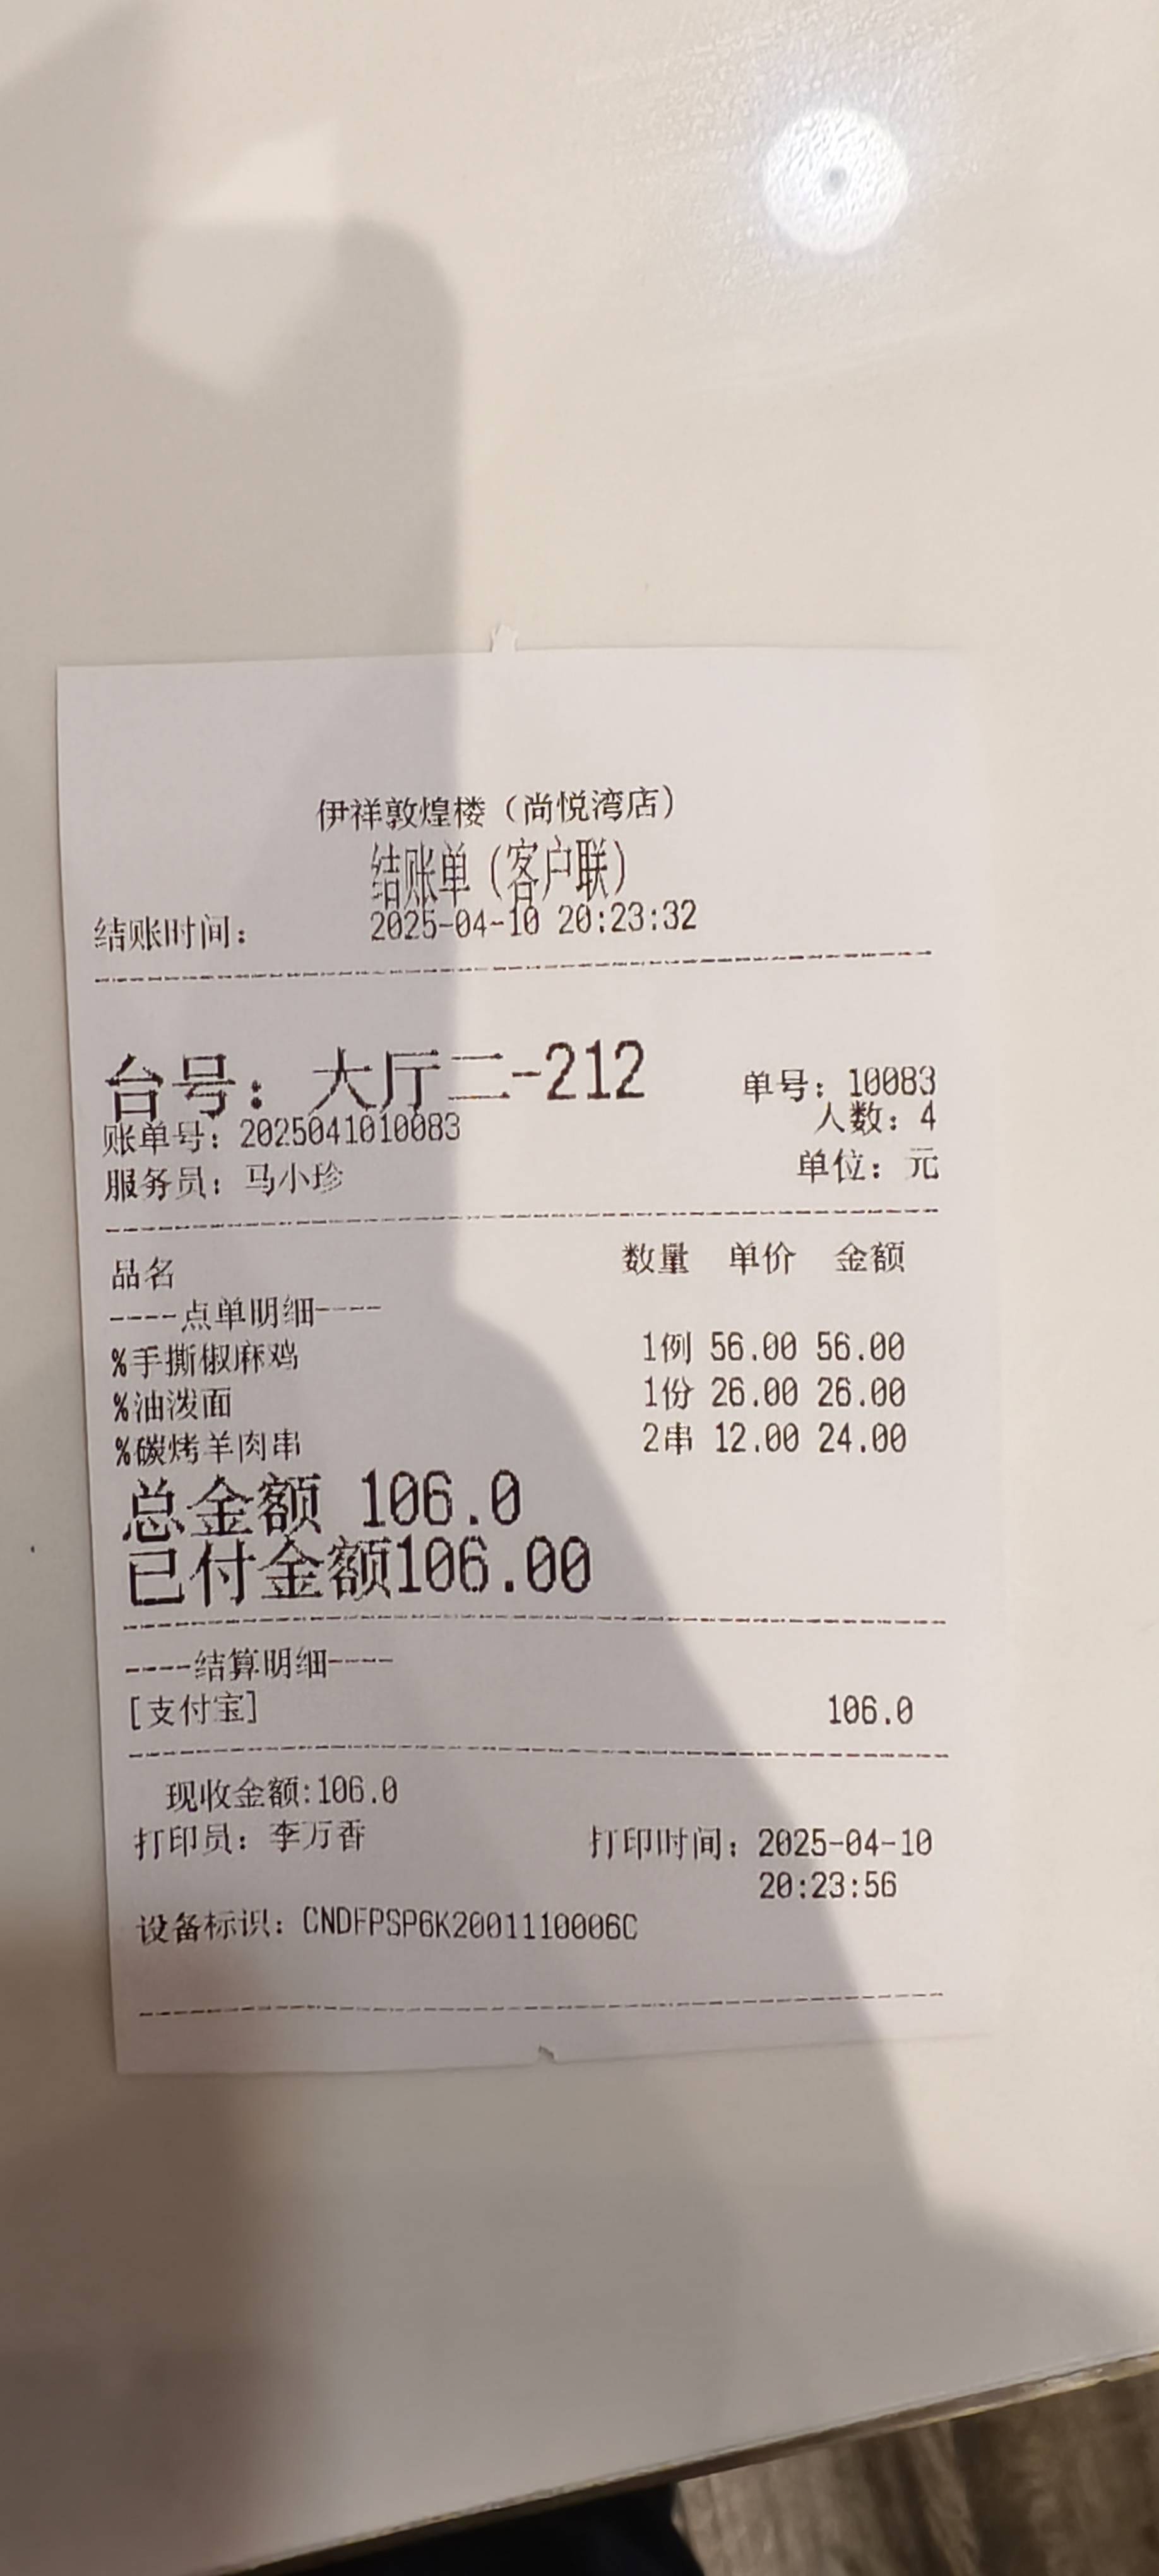 伊祥敦煌楼（尚悦湾店）
结账单（客户联）
结账时间： 2025-04-10 20:23:32
台号：大厅二-212 单号：10083
账单号：2025041010083 人数：4
服务员：马小珍 单位：元
品名 数量 单价 金额
----点单明细----
%手撕椒麻鸡 1例 56.00 56.00
%油泼面 1份 26.00 26.00
%碳烤羊肉串 2串 12.00 24.00
总金额 106.0
已付金额106.00
----结算明细----
[支付宝] 106.0
现收金额:106.0
打印员：李万香 打印时间：2025-04-10
20:23:56
设备标识：CNDFPSP6K2001110006C